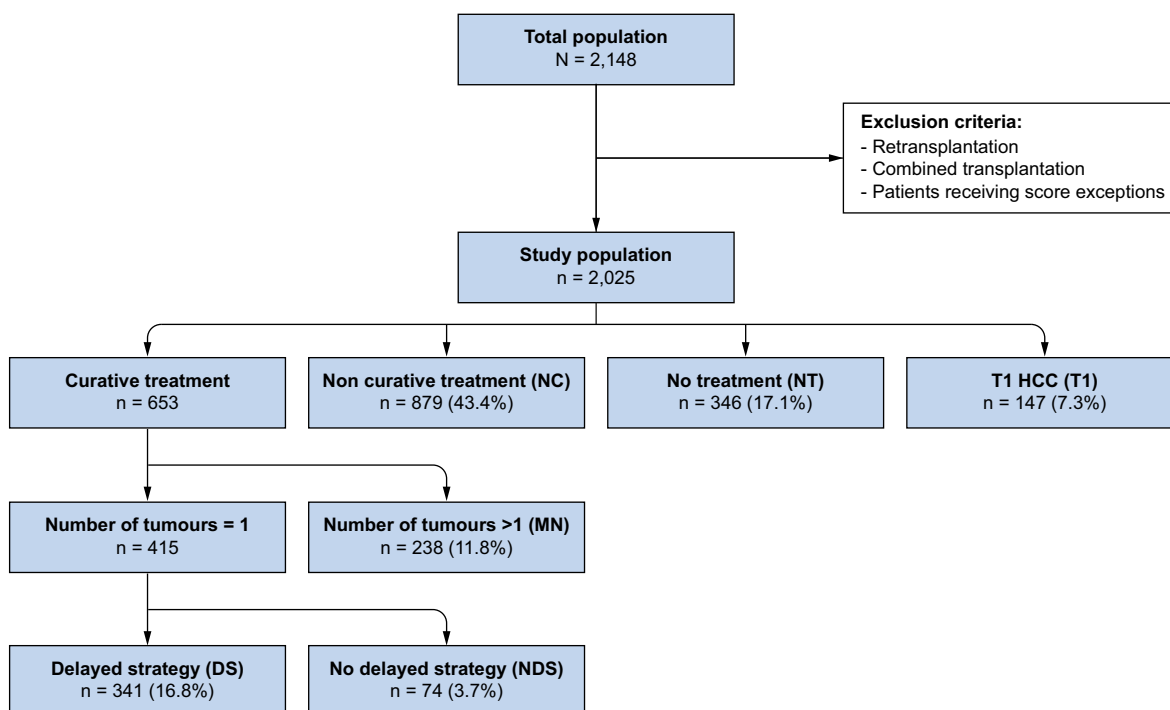 Total population
N = 2,148
Exclusion criteria:
- Retransplantation
- Combined transplantation
- Patients receiving score exceptions
Study population
n = 2,025
Curative treatment
n = 653
Non curative treatment (NC)
n = 879 (43.4%)
No treatment (NT)
n = 346 (17.1%)
T1 HCC (T1)
n = 147 (7.3%)
Number of tumours = 1
n = 415
Number of tumours >1 (MN)
n = 238 (11.8%)
Delayed strategy (DS)
n = 341 (16.8%)
No delayed strategy (NDS)
n = 74 (3.7%)